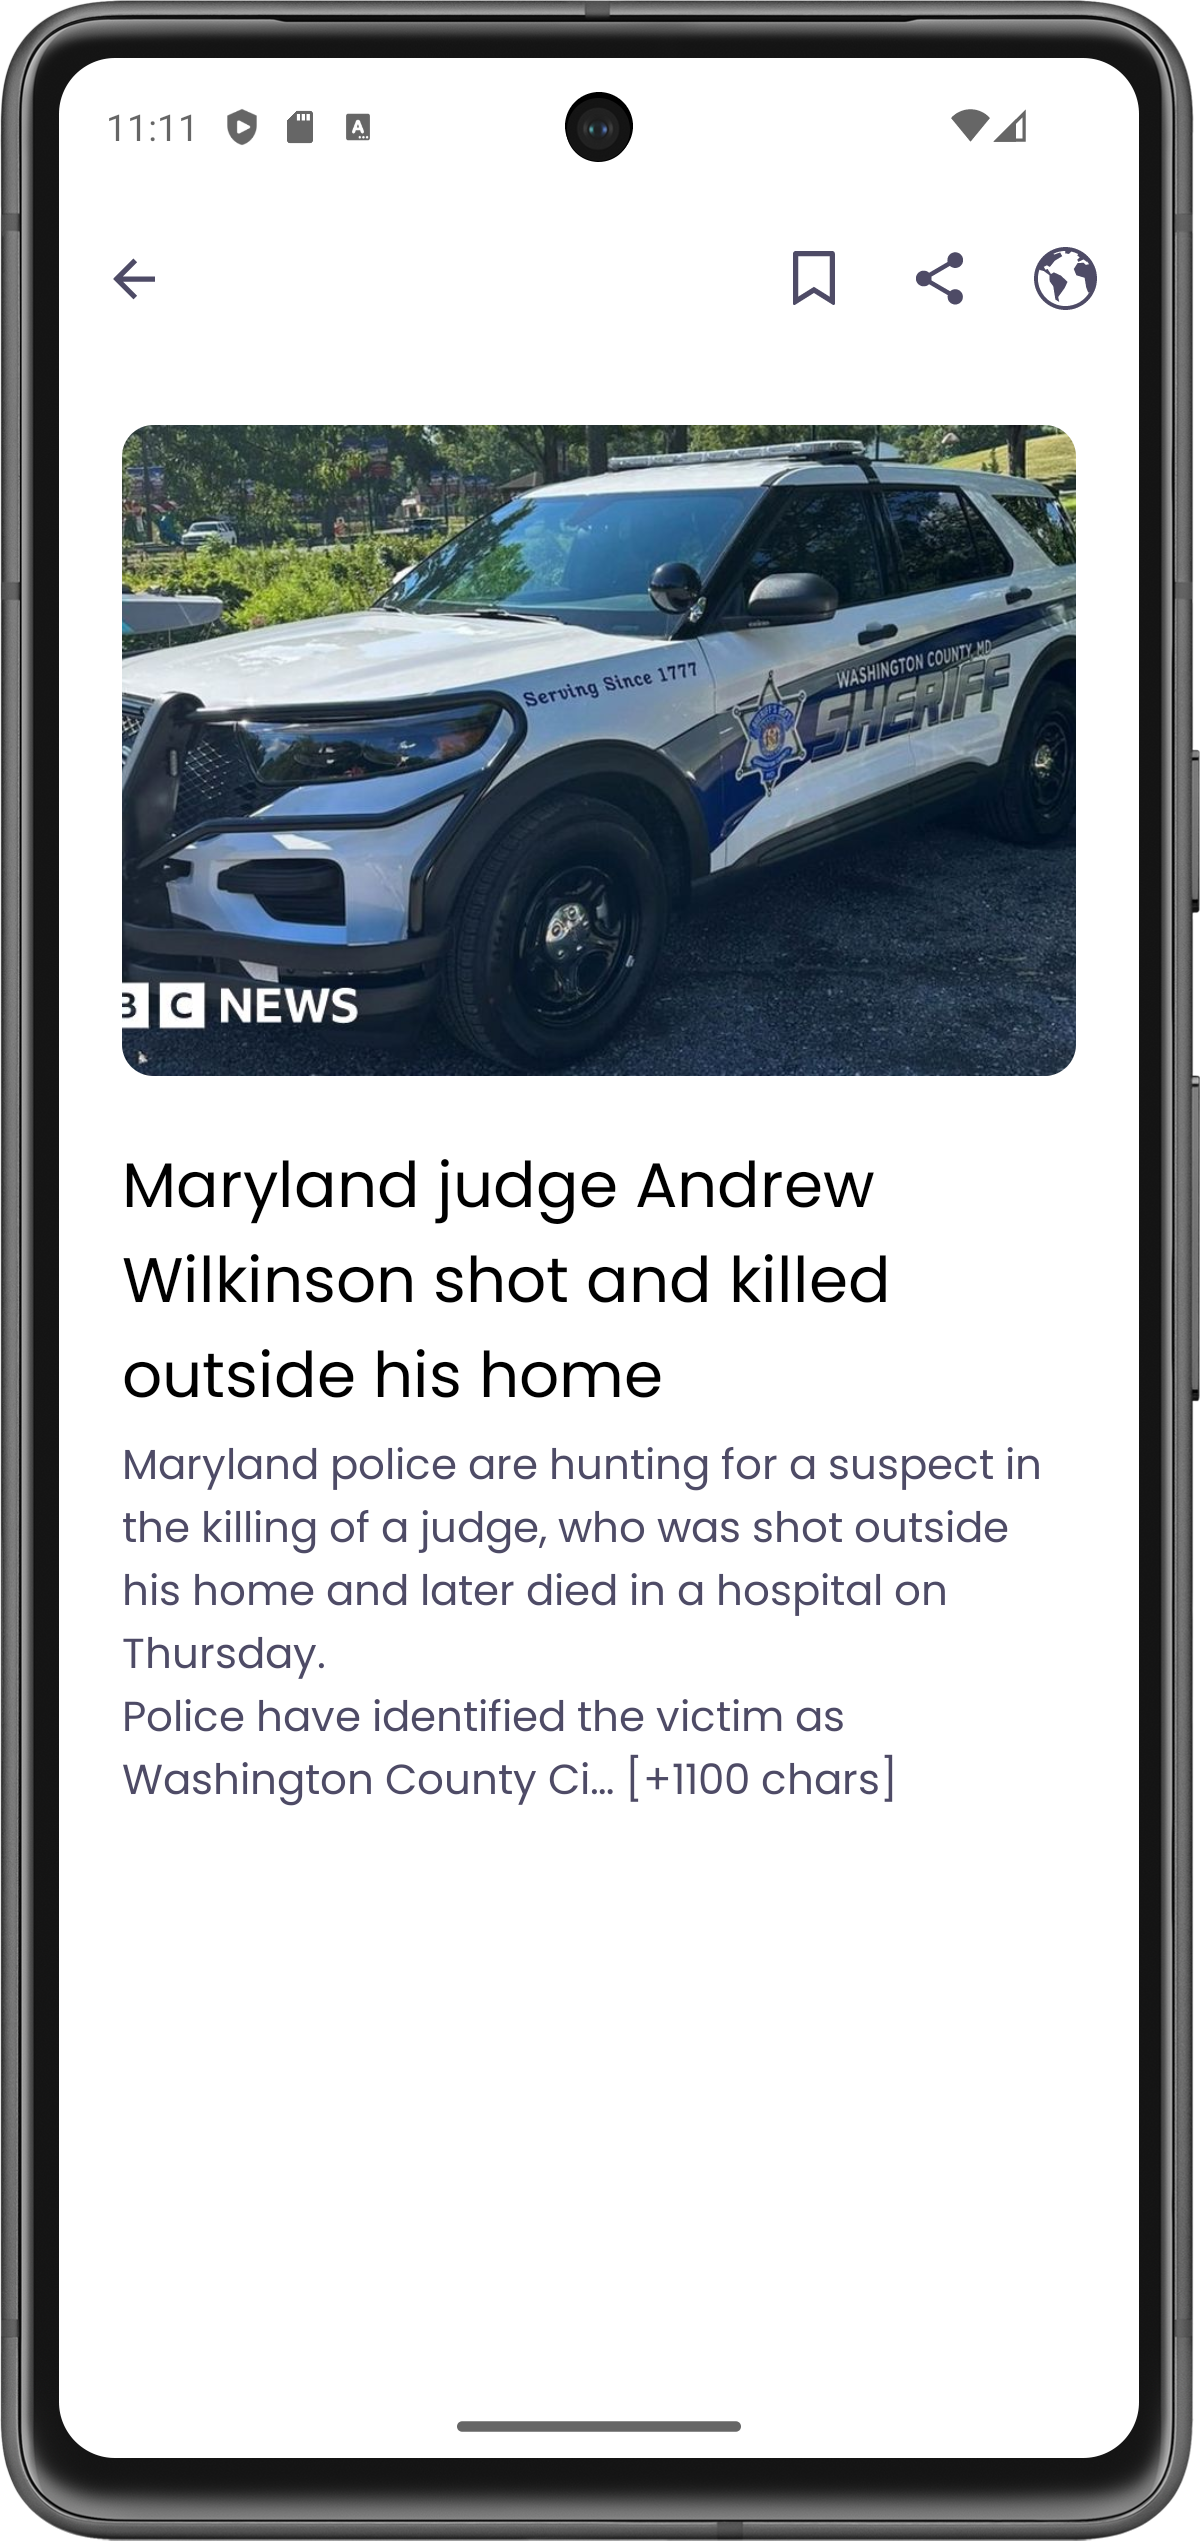 11:11
A
Serving Since 1777
WASHINGTON COUNTY, MD
SHERIFF
B C NEWS
Maryland judge Andrew
Wilkinson shot and killed
outside his home
Maryland police are hunting for a suspect in
the killing of a judge, who was shot outside
his home and later died in a hospital on
Thursday.
Police have identified the victim as
Washington County Ci... [+1100 chars]